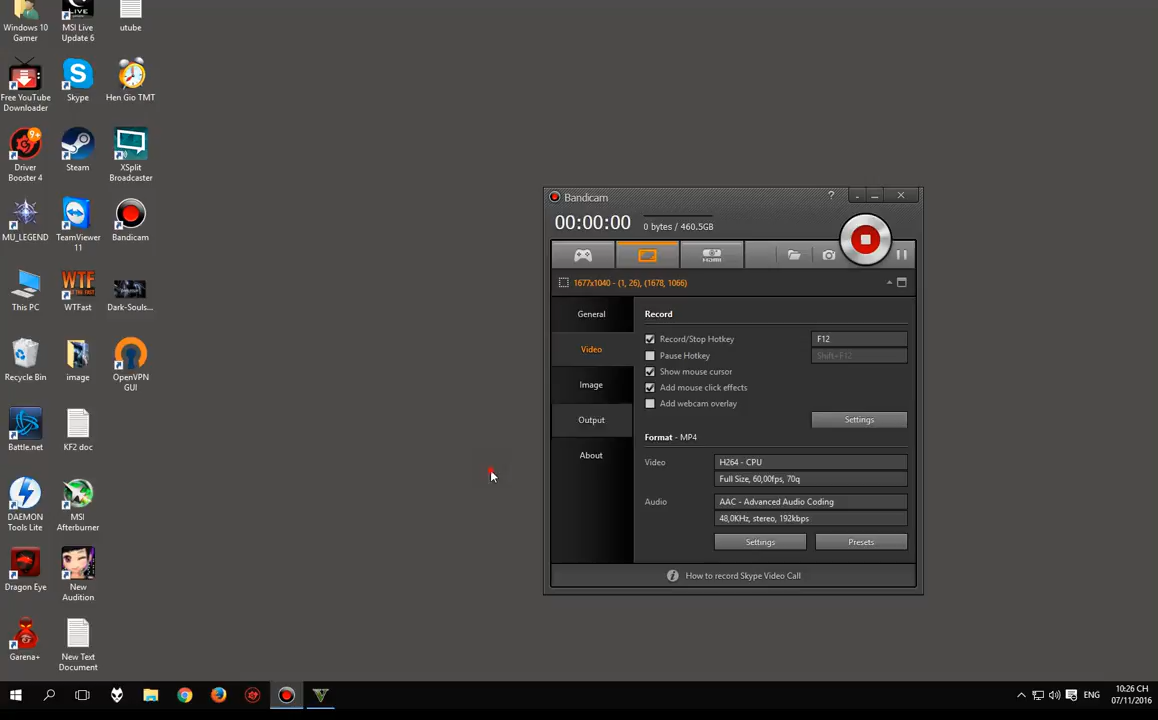 Windows 10
Gamer
MSI Live
Update 6
utube
Free YouTube
Downloader
Skype
Hen Gio TMT
9+
Driver
Booster 4
Steam
XSplit
Broadcaster
MU_LEGEND
TeamViewer
11
Bandicam
This PC
WTF
WTFast
Dark-Souls...
Recycle Bin
image
OpenVPN
GUI
Battle.net
KF2 doc
DAEMON
Tools Lite
MSI
Afterburner
Dragon Eye
New
Audition
Garena+
New Text
Document
Bandicam
?
00:00:00
0 bytes / 460.5GB
HDMI
1677x1040 - (1, 26), (1678, 1066)
General
Video
Image
Output
About
Record
Record/Stop Hotkey
F12
Pause Hotkey
Shift+F12
Show mouse cursor
Add mouse click effects
Add webcam overlay
Settings
Format - MP4
Video
H264 - CPU
Full Size, 60,00fps, 70q
Audio
AAC - Advanced Audio Coding
48,0KHz, stereo, 192kbps
Settings
Presets
How to record Skype Video Call
ENG
10:26 CH
07/11/2016